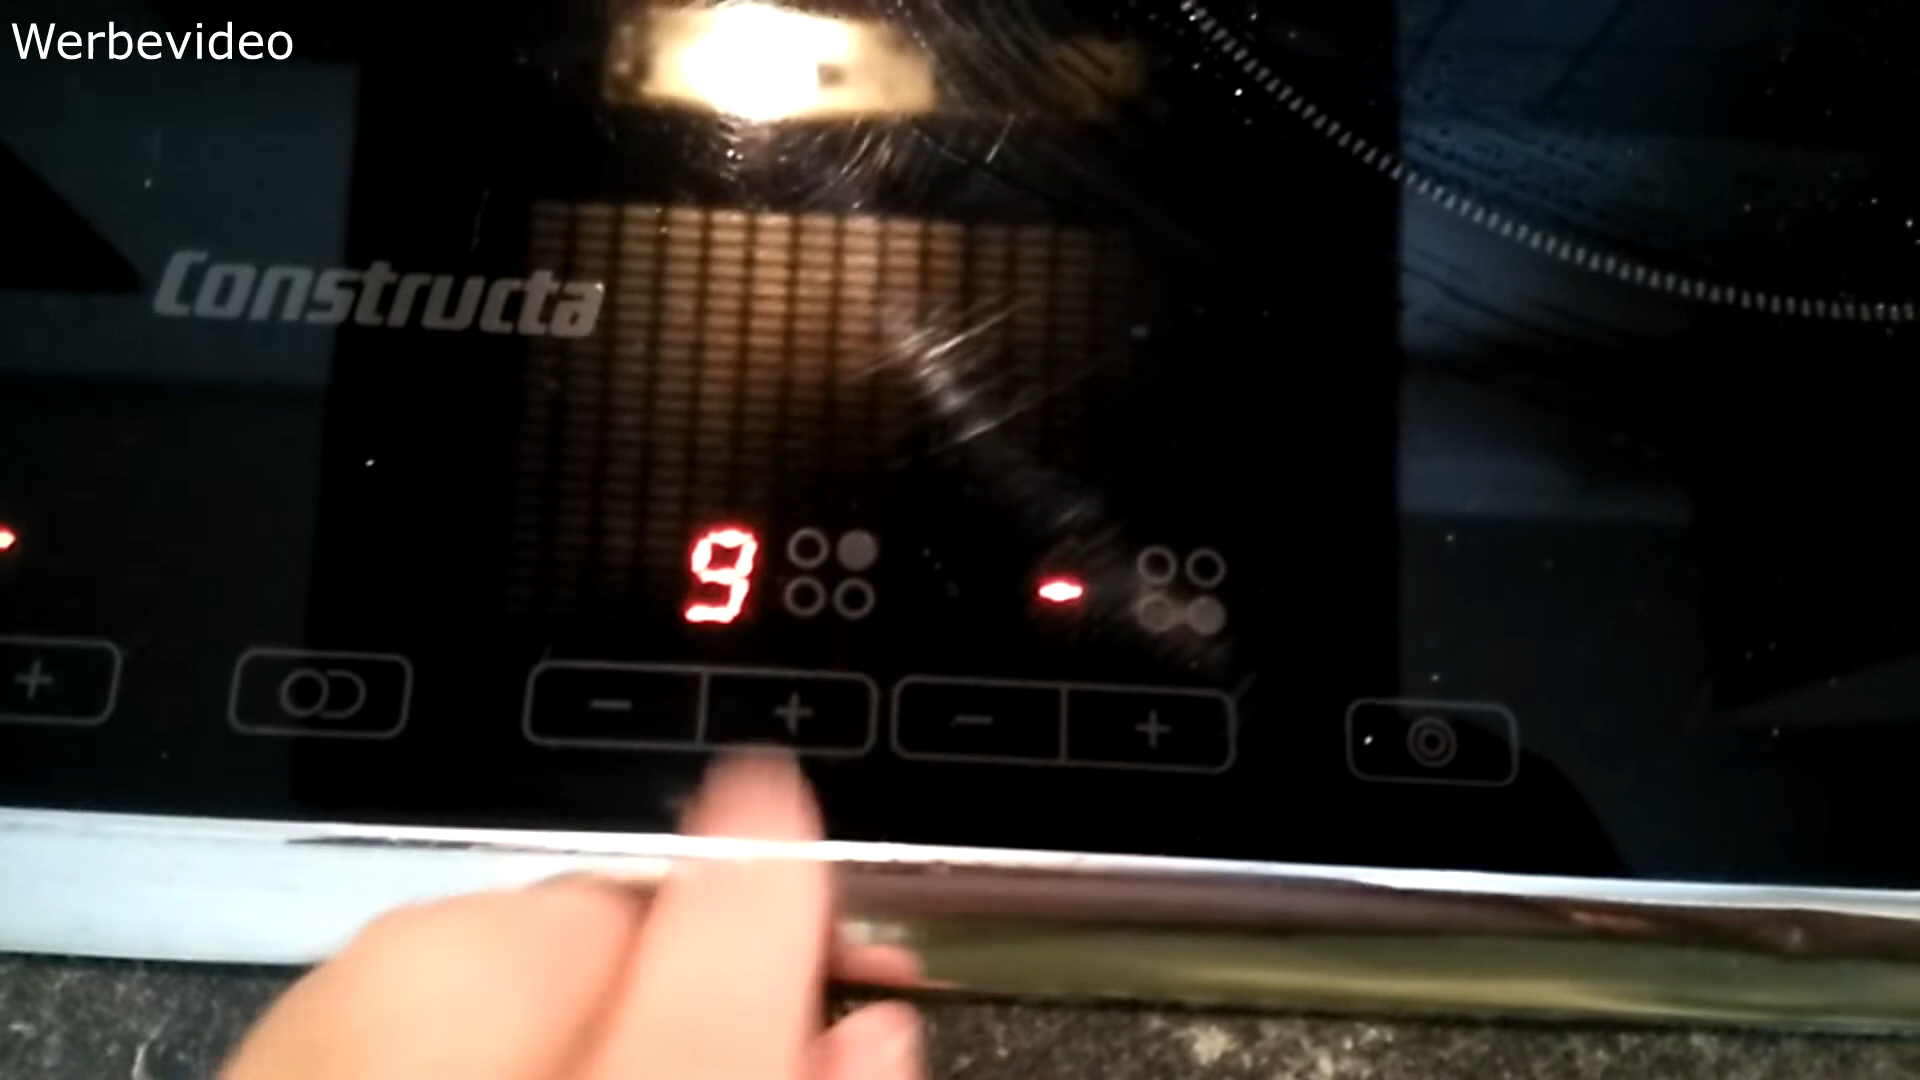 Werbevideo
Constructa
9 -
+ - + - +